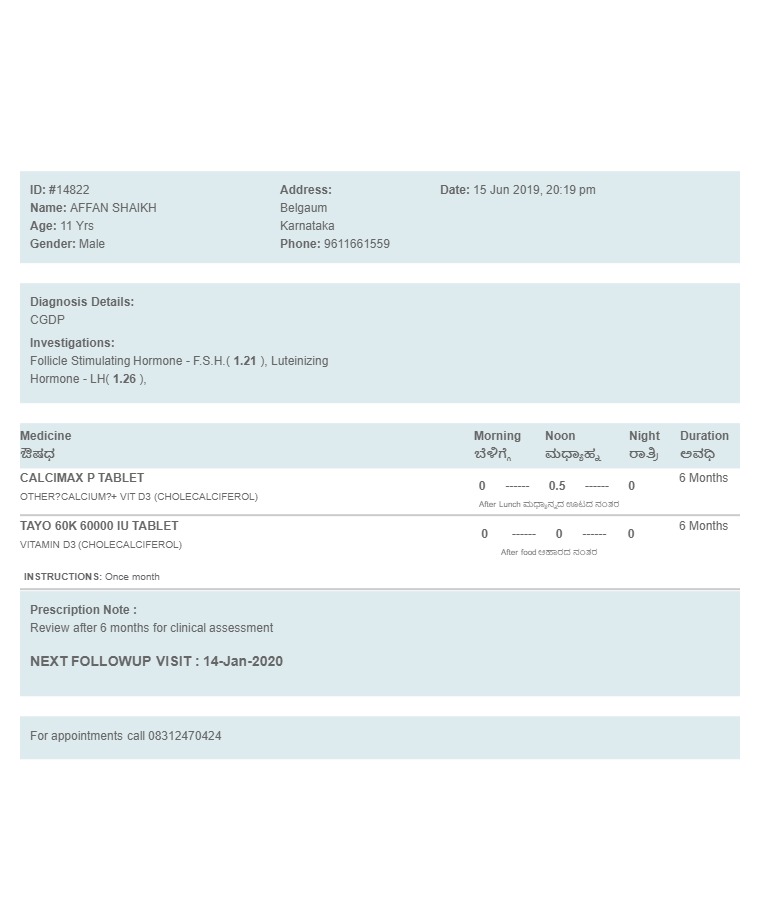 ID: #14822
Name: AFFAN SHAIKH
Age: 11 Yrs
Gender: Male
Address:
Belgaum
Karnataka
Phone: 9611661559
Date: 15 Jun 2019, 20:19 pm
Diagnosis Details:
CGDP
Investigations:
Follicle Stimulating Hormone - F.S.H.( 1.21 ), Luteinizing
Hormone - LH( 1.26 ),
Medicine Morning Noon Night Duration
ಔಷಧ ಬೆಳಿಗ್ಗೆ ಮಧ್ಯಾಹ್ನ ರಾತ್ರಿ ಅವಧಿ
CALCIMAX P TABLET 6 Months
0 ------ 0.5 ------ 0
OTHER?CALCIUM?+ VIT D3 (CHOLECALCIFEROL)
After Lunch ಮಧ್ಯಾನ್ನದ ಊಟದ ನಂತರ
TAYO 60K 60000 IU TABLET 6 Months
0 ------ 0 ------ 0
VITAMIN D3 (CHOLECALCIFEROL)
After food ಆಹಾರದ ನಂತರ
INSTRUCTIONS: Once month
Prescription Note :
Review after 6 months for clinical assessment
NEXT FOLLOWUP VISIT : 14-Jan-2020
For appointments call 08312470424